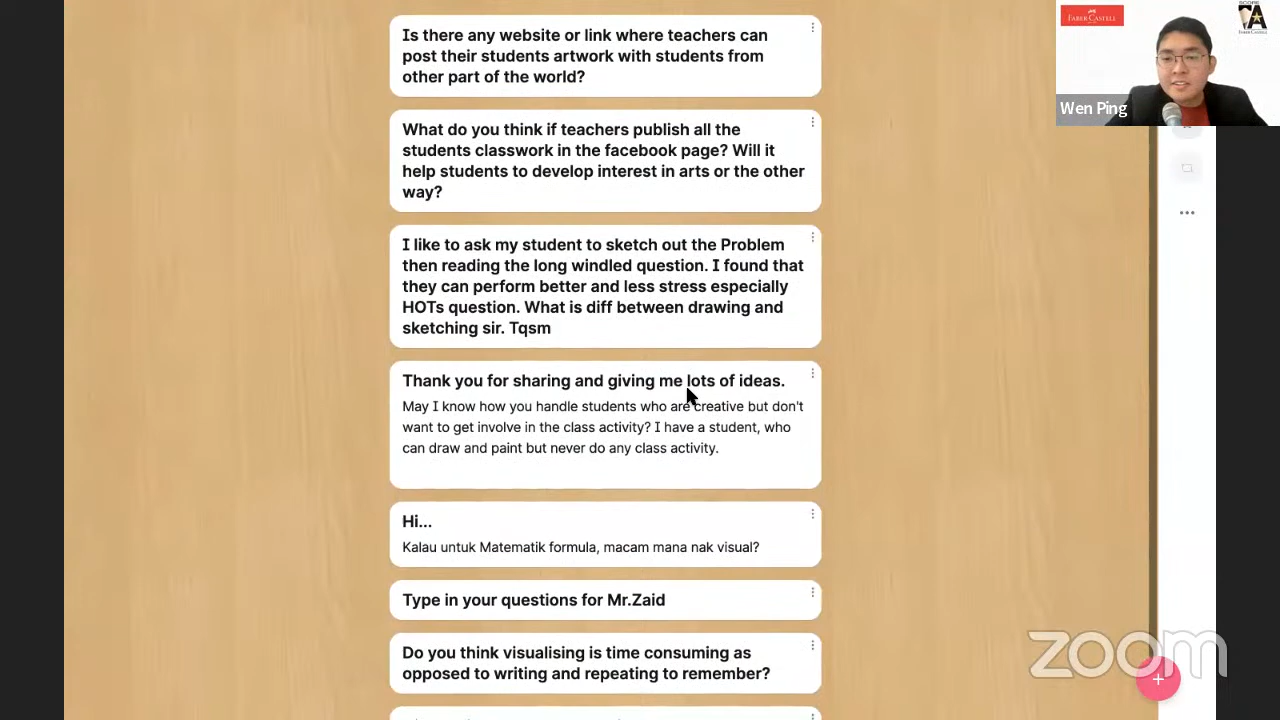 Is there any website or link where teachers can
post their students artwork with students from
other part of the world?
What do you think if teachers publish all the
students classwork in the facebook page? Will it
help students to develop interest in arts or the other
way?
I like to ask my student to sketch out the Problem
then reading the long windled question. I found that
they can perform better and less stress especially
HOTs question. What is diff between drawing and
sketching sir. Tqsm
Thank you for sharing and giving me lots of ideas.
May I know how you handle students who are creative but don't
want to get involve in the class activity? I have a student, who
can draw and paint but never do any class activity.
Hi...
Kalau untuk Matematik formula, macam mana nak visual?
Type in your questions for Mr.Zaid
Do you think visualising is time consuming as
opposed to writing and repeating to remember?
FABER-CASTELL
Wen Ping
zoom